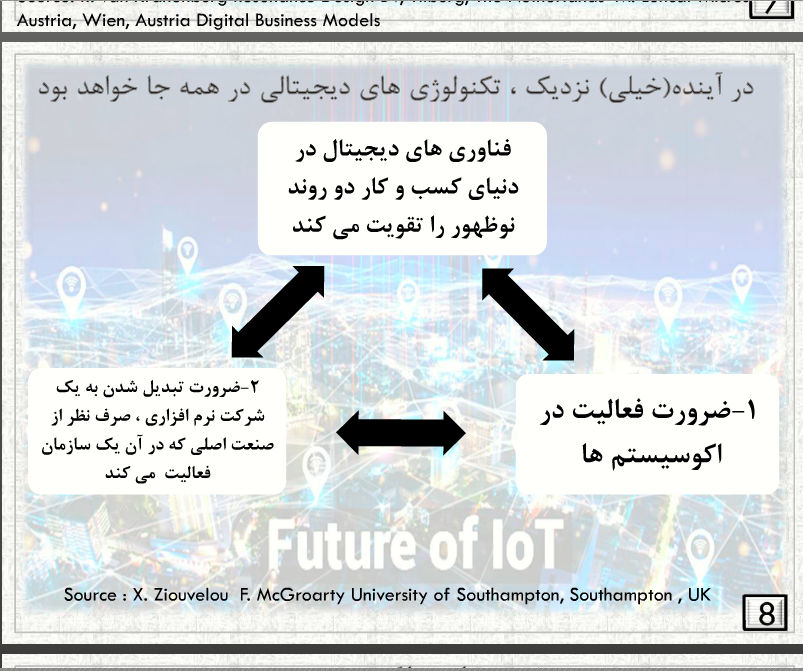 Austria, Wien, Austria Digital Business Models
در آینده(خیلی) نزدیک ، تکنولوژی های دیجیتالی در همه جا خواهد بود
فناوری های دیجیتال در
دنیای کسب و کار دو روند
نوظهور را تقویت می کند
۱-ضرورت فعالیت در
اکوسیستم ها
۲-ضرورت تبدیل شدن به یک
شرکت نرم افزاری ، صرف نظر از
صنعت اصلی که در آن یک سازمان
فعالیت می کند
Future of IoT
Source : X. Ziouvelou F. McGroarty University of Southampton, Southampton , UK
8